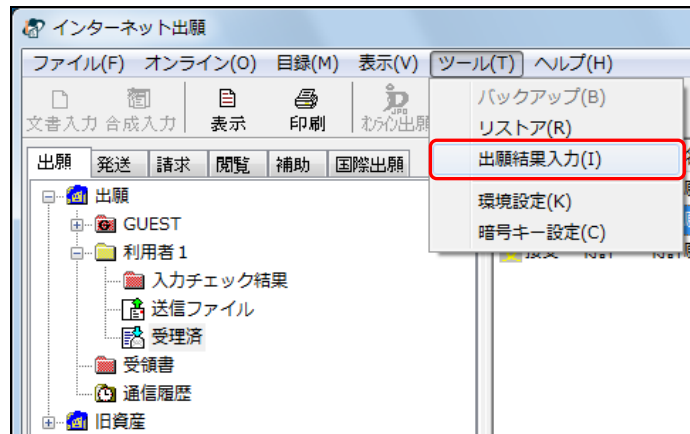 インターネット出願
ファイル(F) オンライン(O) 目録(M) 表示(V) ツール(T) ヘルプ(H)
文書入力 合成入力 表示 印刷
バックアップ(B)
リストア(R)
出願結果入力(I)
環境設定(K)
暗号キー設定(C)
出願 発送 請求 閲覧 補助 国際出願
出願
GUEST
利用者1
入力チェック結果
送信ファイル
受理済
受領書
通信履歴
旧資産